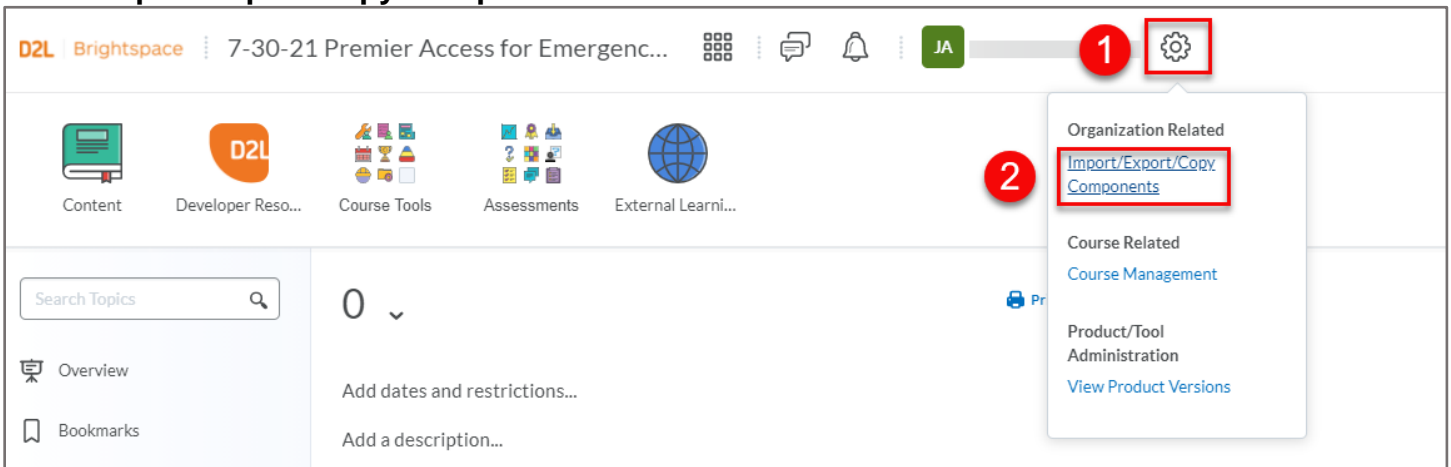 D2L Brightspace 7-30-21 Premier Access for Emergenc... JA 1
Organization Related
2 Import/Export/Copy
Components
D2L
Content Developer Reso... Course Tools Assessments External Learni...
Course Related
Course Management
Search Topics
0
Pr
Product/Tool
Administration
View Product Versions
Overview
Add dates and restrictions...
Bookmarks
Add a description...